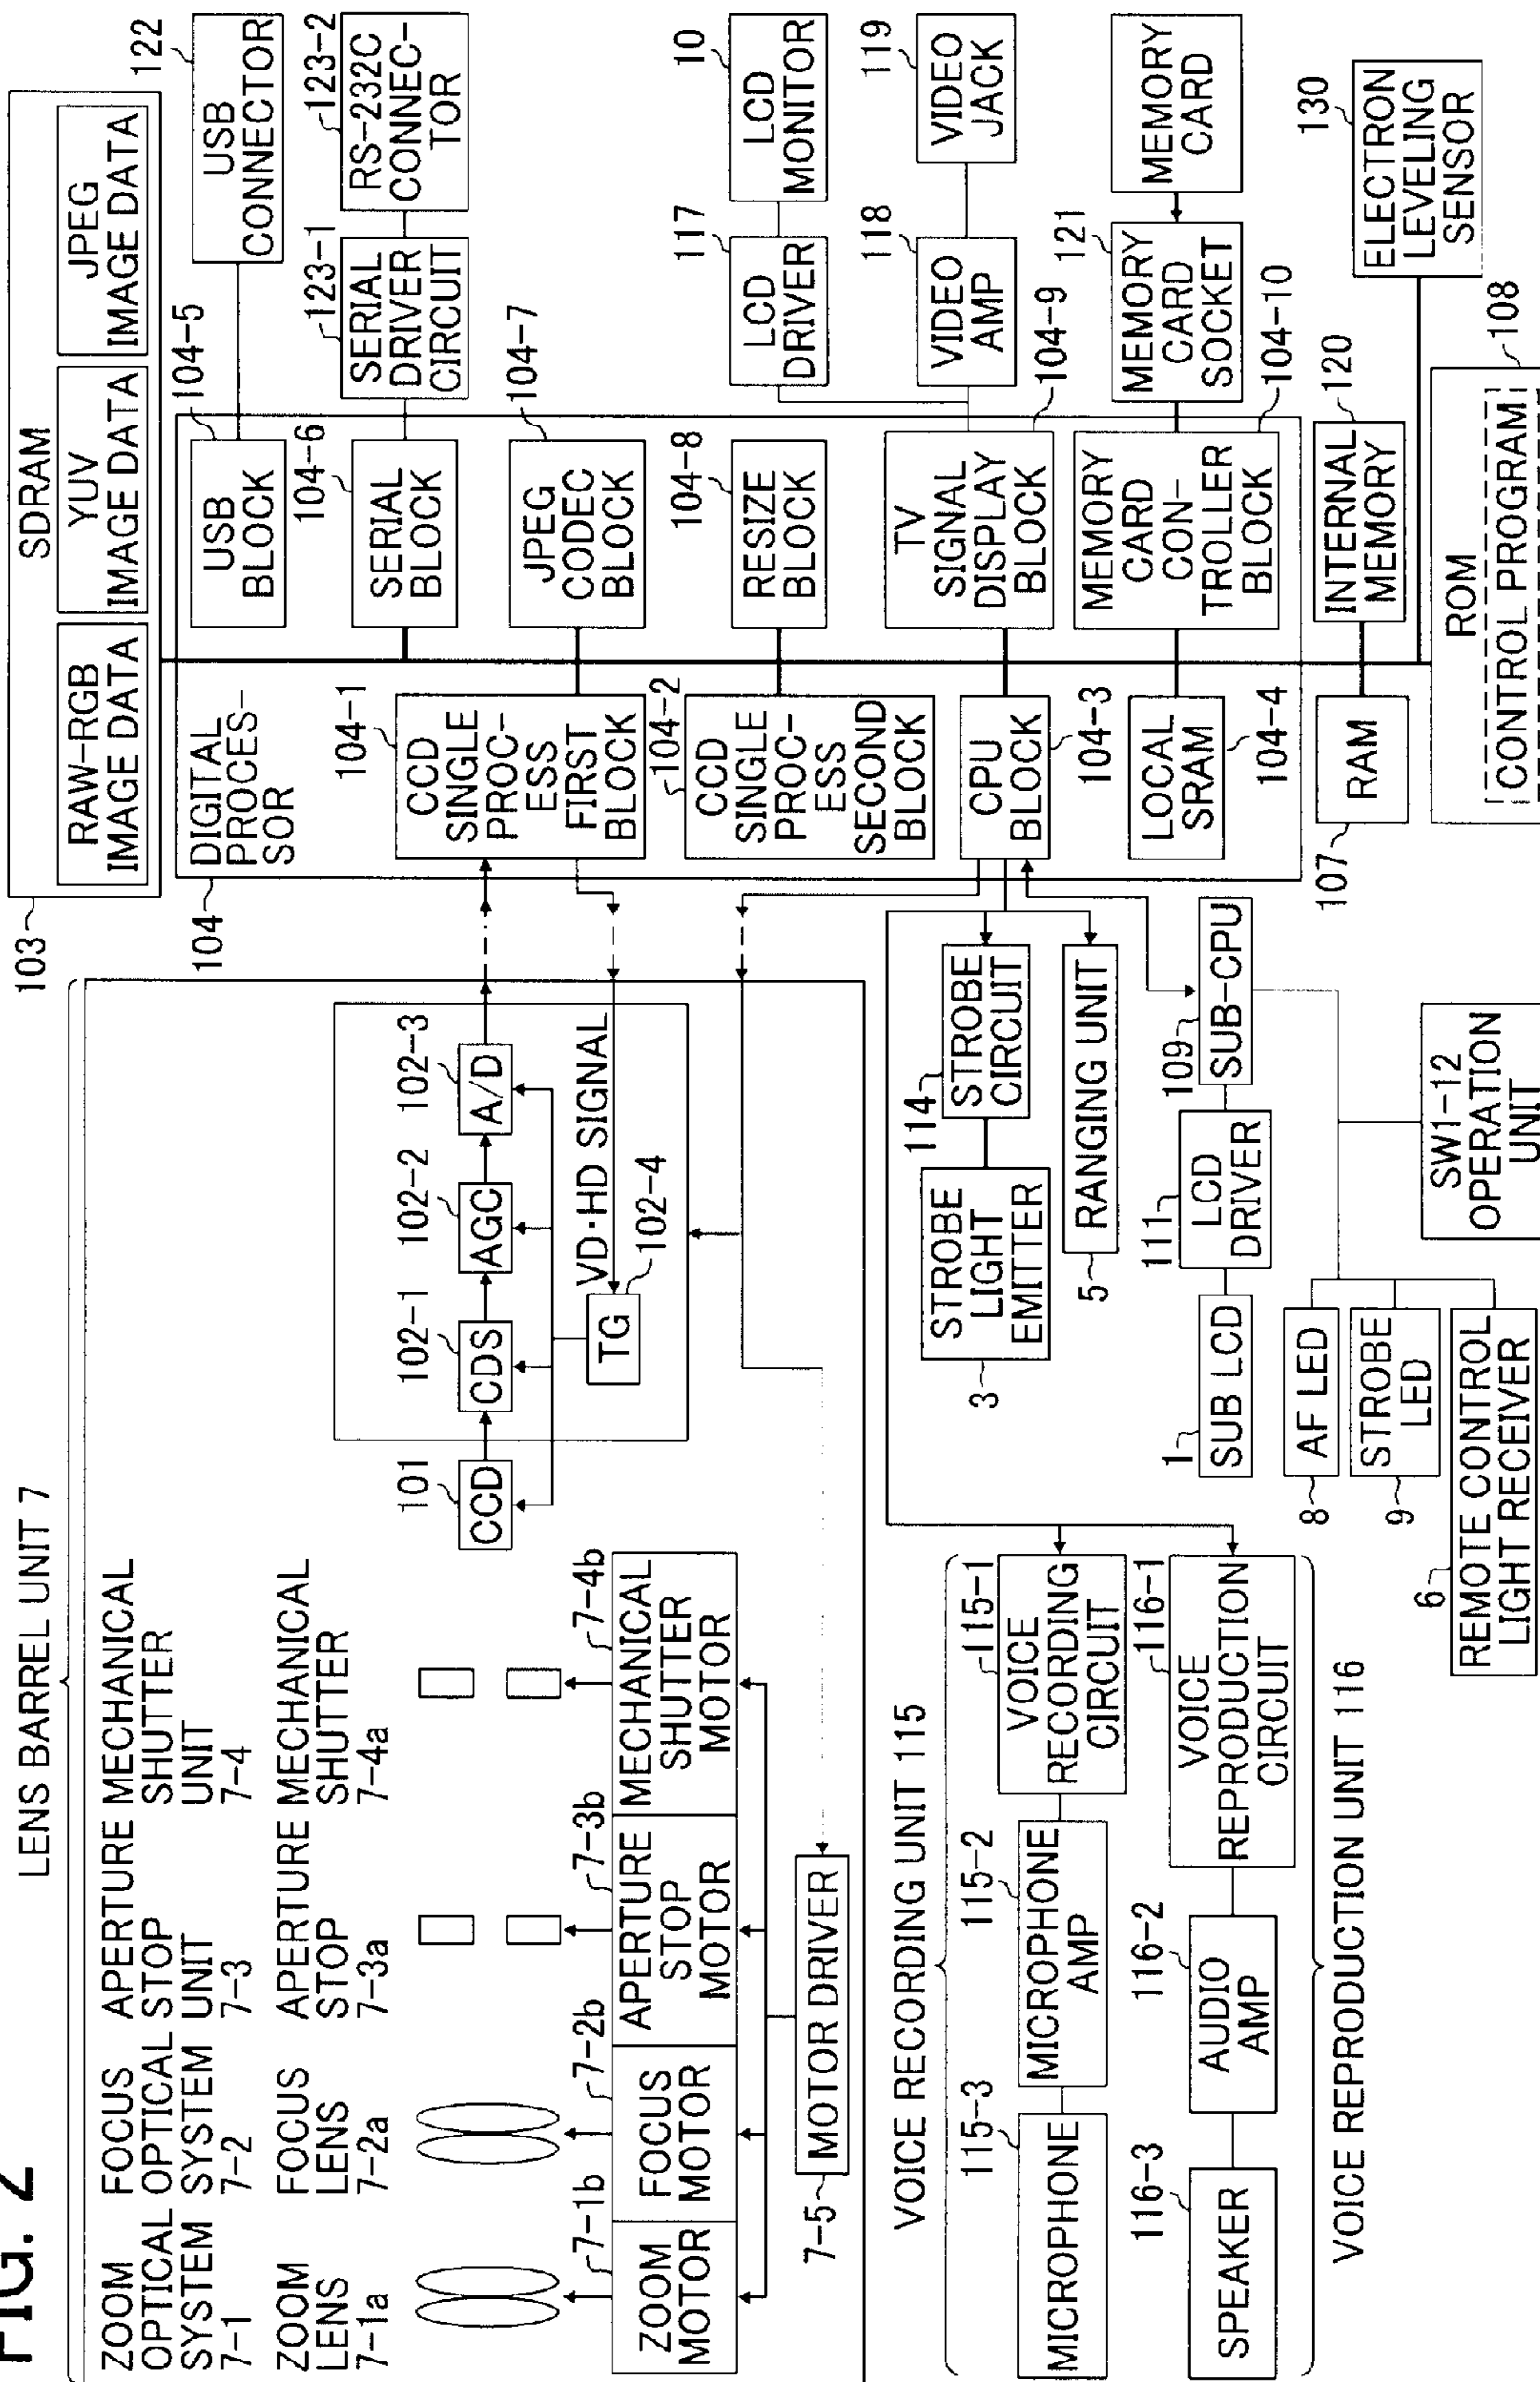 FIG. 2
LENS BARREL UNIT 7
ZOOM
OPTICAL
SYSTEM
7-1
FOCUS
OPTICAL
SYSTEM
7-2
APERTURE
STOP
UNIT
7-3
MECHANICAL
SHUTTER
UNIT
7-4
ZOOM
LENS
7-1a
FOCUS
LENS
7-2a
APERTURE
STOP
7-3a
MECHANICAL
SHUTTER
7-4a
7-1b
7-2b
7-3b
7-4b
ZOOM
MOTOR
FOCUS
MOTOR
APERTURE
STOP
MOTOR
MECHANICAL
SHUTTER
MOTOR
7-5
MOTOR DRIVER
101
CCD
102-1
CDS
102-2
AGC
102-3
A/D
VD·HD SIGNAL
TG
102-4
103
SDRAM
RAW-RGB
IMAGE DATA
YUV
IMAGE DATA
JPEG
IMAGE DATA
104
DIGITAL
PROCES-
SOR
104-1
CCD
SINGLE
PROC-
ESS
FIRST
BLOCK
104-2
CCD
SINGLE
PROC-
ESS
SECOND
BLOCK
CPU
BLOCK
104-3
LOCAL
SRAM
104-4
104-5
USB
BLOCK
104-6
SERIAL
BLOCK
104-7
JPEG
CODEC
BLOCK
104-8
RESIZE
BLOCK
TV
SIGNAL
DISPLAY
BLOCK
104-9
MEMORY
CARD
CON-
TROLLER
BLOCK
104-10
122
USB
CONNECTOR
123-1
SERIAL
DRIVER
CIRCUIT
123-2
RS-232C
CONNEC-
TOR
117
LCD
DRIVER
10
LCD
MONITOR
118
VIDEO
AMP
119
VIDEO
JACK
121
MEMORY
CARD
SOCKET
MEMORY
CARD
107
RAM
120
INTERNAL
MEMORY
130
ELECTRON
LEVELING
SENSOR
108
ROM
CONTROL PROGRAM
114
STROBE
CIRCUIT
STROBE
LIGHT
EMITTER
3
RANGING UNIT
5
109
SUB-CPU
111
LCD
DRIVER
1
SUB LCD
8
AF LED
9
STROBE
LED
6
REMOTE CONTROL
LIGHT RECEIVER
SW1-12
OPERATION
UNIT
VOICE RECORDING UNIT 115
115-3
MICROPHONE
115-2
MICROPHONE
AMP
115-1
VOICE
RECORDING
CIRCUIT
116-3
SPEAKER
116-2
AUDIO
AMP
116-1
VOICE
REPRODUCTION
CIRCUIT
VOICE REPRODUCTION UNIT 116